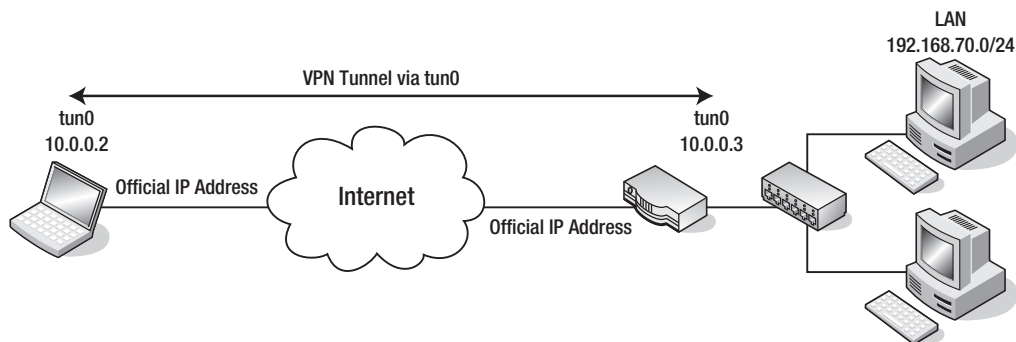 LAN
192.168.70.0/24
VPN Tunnel via tun0
tun0
10.0.0.2
tun0
10.0.0.3
Official IP Address
Internet
Official IP Address